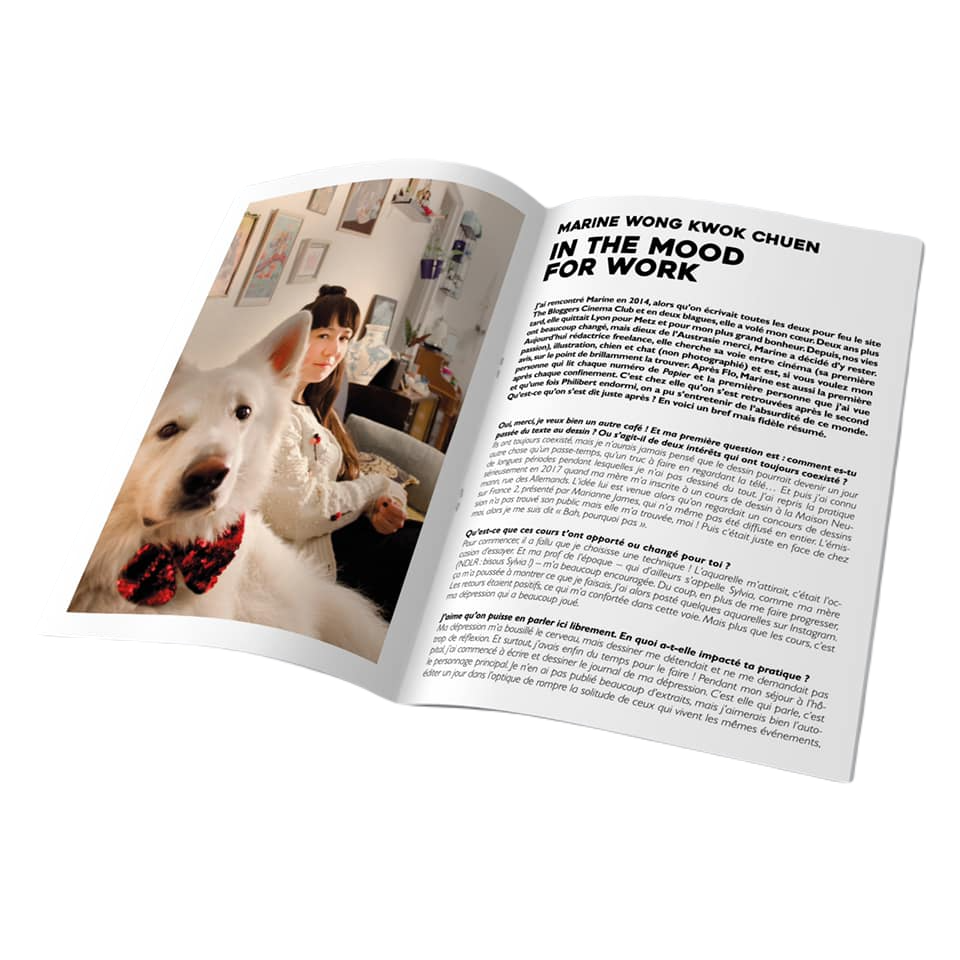 MARINE WONG KWOK CHUEN
IN THE MOOD
FOR WORK
J'ai rencontré Marine en 2014, alors qu'on écrivait toutes les deux pour feu le site
The Bloggers Cinema Club et en deux blagues, elle a volé mon cœur. Deux ans plus
tard, elle quittait Lyon pour Metz et pour mon plus grand bonheur. Depuis, nos vies
ont beaucoup changé, mais dieux de l'Austrasie merci, Marine a décidé d'y rester.
Aujourd'hui rédactrice freelance, elle cherche sa voie entre cinéma (sa première
passion), illustration, chien et chat (non photographié) et est, si vous voulez mon
avis, sur le point de brillamment la trouver. Après Flo, Marine est aussi la première
personne qui lit chaque numéro de Papier et la première personne que j'ai vue
après chaque confinement. C'est chez elle qu'on s'est retrouvées après le second
et qu'une fois Philibert endormi, on a pu s'entretenir de l'absurdité de ce monde.
Qu'est-ce qu'on s'est dit juste après ? En voici un bref mais fidèle résumé.
Oui, merci, je veux bien un autre café ! Et ma première question est : comment es-tu
passée du texte au dessin ? Ou s'agit-il de deux intérêts qui ont toujours coexisté ?
Ils ont toujours coexisté, mais je n'aurais jamais pensé que le dessin pourrait devenir un jour
autre chose qu'un passe-temps, qu'un truc à faire en regardant la télé... Et puis j'ai connu
de longues périodes pendant lesquelles je n'ai pas dessiné du tout. J'ai repris la pratique
sérieusement en 2017 quand ma mère m'a inscrite à un cours de dessin à la Maison Neu-
mann, rue des Allemands. L'idée lui est venue alors qu'on regardait un concours de dessins
sur France 2, présenté par Marianne James, qui n'a même pas été diffusé en entier. L'émis-
sion n'a pas trouvé son public mais elle m'a trouvée, moi ! Puis c'était juste en face de chez
moi, alors je me suis dit « Bah, pourquoi pas ».
Qu'est-ce que ces cours t'ont apporté ou changé pour toi ?
Pour commencer, il a fallu que je choisisse une technique ! L'aquarelle m'attirait, c'était l'oc-
casion d'essayer. Et ma prof de l'époque – qui d'ailleurs s'appelle Sylvia, comme ma mère
(NDLR : bisous Sylvia !) – m'a beaucoup encouragée. Du coup, en plus de me faire progresser,
ça m'a poussée à montrer ce que je faisais. J'ai alors posté quelques aquarelles sur Instagram.
Les retours étaient positifs, ce qui m'a confortée dans cette voie. Mais plus que les cours, c'est
ma dépression qui a beaucoup joué.
J'aime qu'on puisse en parler ici librement. En quoi a-t-elle impacté ta pratique ?
Ma dépression m'a bousillé le cerveau, mais dessiner me détendait et ne me demandait pas
trop de réflexion. Et surtout, j'avais enfin du temps pour le faire ! Pendant mon séjour à l'hô-
pital, j'ai commencé à écrire et dessiner le journal de ma dépression. C'est elle qui parle, c'est
le personnage principal. Je n'en ai pas publié beaucoup d'extraits, mais j'aimerais bien l'auto-
éditer un jour dans l'optique de rompre la solitude de ceux qui vivent les mêmes événements,